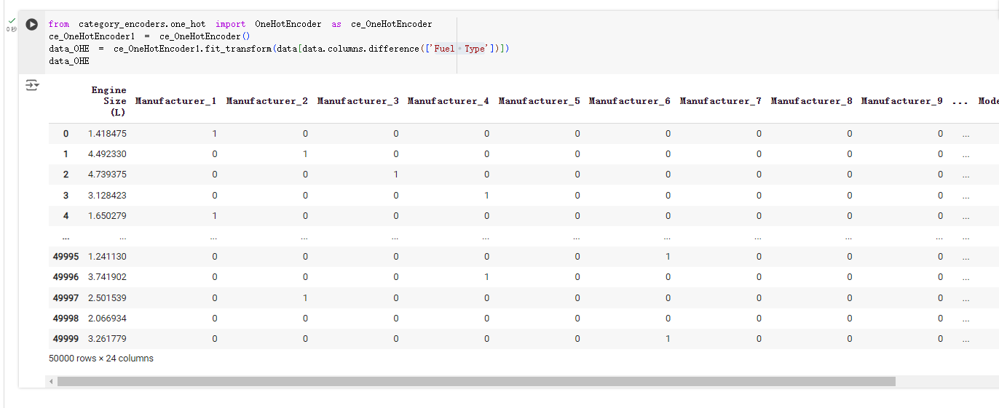 from category_encoders.one_hot import OneHotEncoder as ce_OneHotEncoder
ce_OneHotEncoder1 = ce_OneHotEncoder()
data_OHE = ce_OneHotEncoder1.fit_transform(data[data.columns.difference(['Fuel Type'])])
data_OHE
0 秒
Engine Size (L) Manufacturer_1 Manufacturer_2 Manufacturer_3 Manufacturer_4 Manufacturer_5 Manufacturer_6 Manufacturer_7 Manufacturer_8 Manufacturer_9 ... Mode
0 1.418475 1 0 0 0 0 0 0 0 0 ...
1 4.492330 0 1 0 0 0 0 0 0 0 ...
2 4.739375 0 0 1 0 0 0 0 0 0 ...
3 3.128423 0 0 0 1 0 0 0 0 0 ...
4 1.650279 1 0 0 0 0 0 0 0 0 ...
... ... ... ... ... ... ... ... ... ... ... ...
49995 1.241130 0 0 0 0 0 1 0 0 0 ...
49996 3.741902 0 0 0 1 0 0 0 0 0 ...
49997 2.501539 0 1 0 0 0 0 0 0 0 ...
49998 2.066934 0 0 0 0 0 0 0 0 0 ...
49999 3.261779 0 0 0 0 0 1 0 0 0 ...
50000 rows × 24 columns